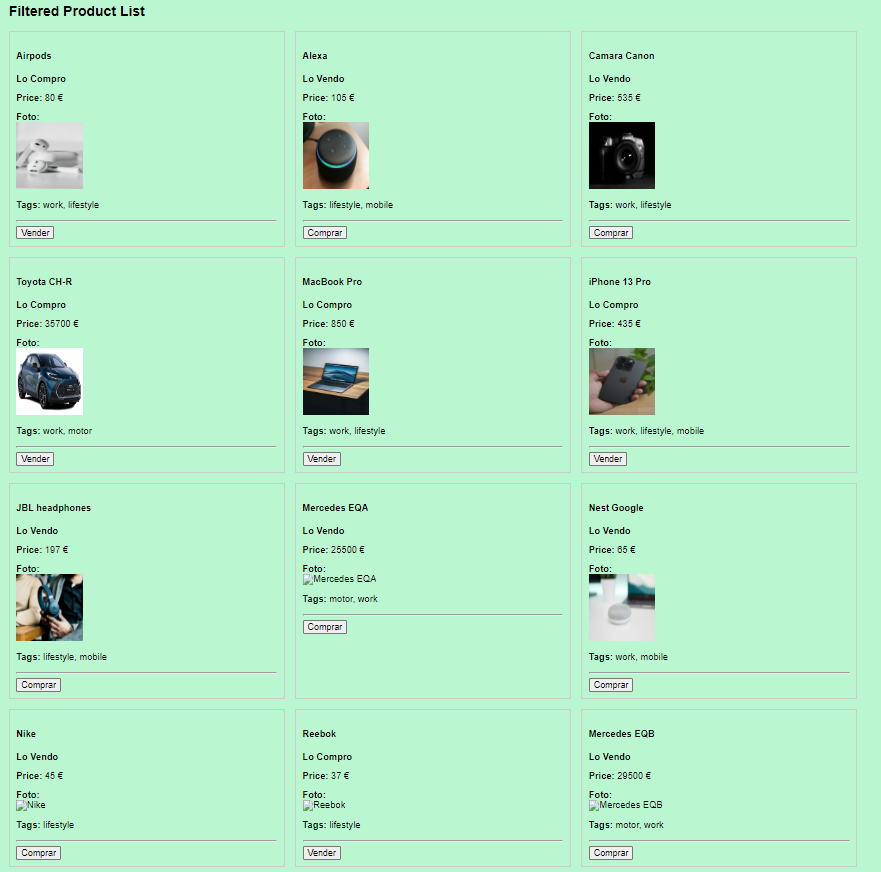 Filtered Product List
Airpods
Lo Compro
Price: 80 €
Foto:
Tags: work, lifestyle
Vender
Alexa
Lo Vendo
Price: 105 €
Foto:
Tags: lifestyle, mobile
Comprar
Camara Canon
Lo Vendo
Price: 535 €
Foto:
Tags: work, lifestyle
Comprar
Toyota CH-R
Lo Compro
Price: 35700 €
Foto:
Tags: work, motor
Vender
MacBook Pro
Lo Compro
Price: 850 €
Foto:
Tags: work, lifestyle
Vender
iPhone 13 Pro
Lo Compro
Price: 435 €
Foto:
Tags: work, lifestyle, mobile
Vender
JBL headphones
Lo Vendo
Price: 197 €
Foto:
Tags: lifestyle, mobile
Comprar
Mercedes EQA
Lo Vendo
Price: 25500 €
Foto:
Mercedes EQA
Tags: motor, work
Comprar
Nest Google
Lo Vendo
Price: 65 €
Foto:
Tags: work, mobile
Comprar
Nike
Lo Vendo
Price: 45 €
Foto:
Nike
Tags: lifestyle
Comprar
Reebok
Lo Compro
Price: 37 €
Foto:
Reebok
Tags: lifestyle
Vender
Mercedes EQB
Lo Vendo
Price: 29500 €
Foto:
Mercedes EQB
Tags: motor, work
Comprar